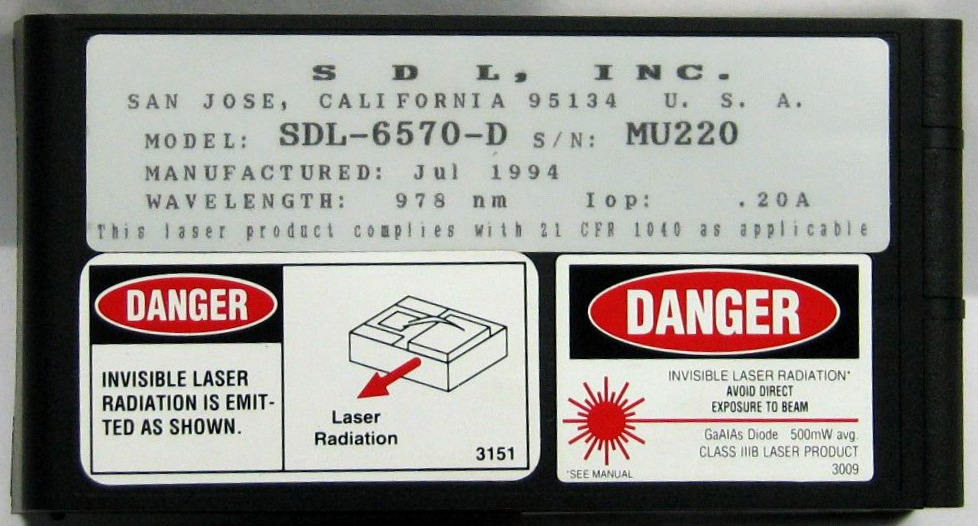 SDL, INC.
SAN JOSE, CALIFORNIA 95134 U. S. A.
MODEL: SDL-6570-D S/N: MU220
MANUFACTURED: Jul 1994
WAVELENGTH: 978 nm Iop: .20A
This laser product complies with 21 CFR 1040 as applicable
DANGER
INVISIBLE LASER
RADIATION IS EMIT-
TED AS SHOWN.
Laser
Radiation
3151
DANGER
INVISIBLE LASER RADIATION*
AVOID DIRECT
EXPOSURE TO BEAM
GaAlAs Diode 500mW avg.
CLASS IIIB LASER PRODUCT
*SEE MANUAL
3009